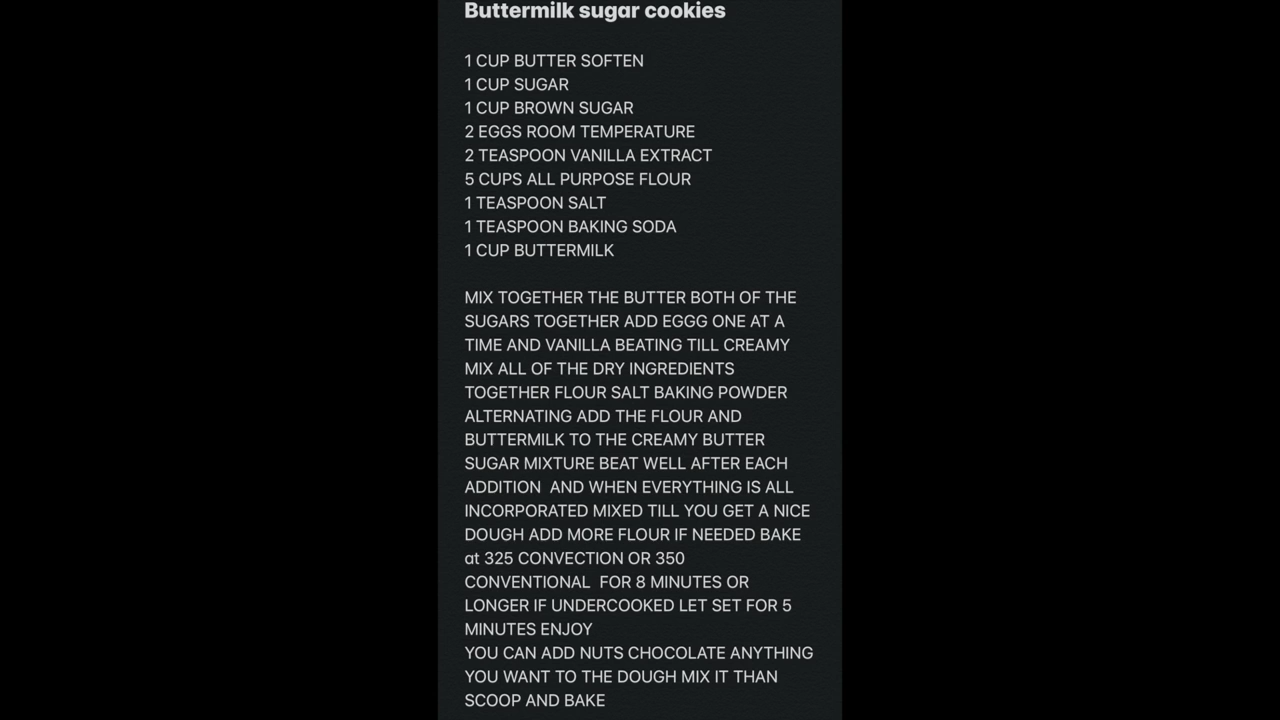 Buttermilk sugar cookies
1 CUP BUTTER SOFTEN
1 CUP SUGAR
1 CUP BROWN SUGAR
2 EGGS ROOM TEMPERATURE
2 TEASPOON VANILLA EXTRACT
5 CUPS ALL PURPOSE FLOUR
1 TEASPOON SALT
1 TEASPOON BAKING SODA
1 CUP BUTTERMILK
MIX TOGETHER THE BUTTER BOTH OF THE
SUGARS TOGETHER ADD EGGG ONE AT A
TIME AND VANILLA BEATING TILL CREAMY
MIX ALL OF THE DRY INGREDIENTS
TOGETHER FLOUR SALT BAKING POWDER
ALTERNATING ADD THE FLOUR AND
BUTTERMILK TO THE CREAMY BUTTER
SUGAR MIXTURE BEAT WELL AFTER EACH
ADDITION  AND WHEN EVERYTHING IS ALL
INCORPORATED MIXED TILL YOU GET A NICE
DOUGH ADD MORE FLOUR IF NEEDED BAKE
at 325 CONVECTION OR 350
CONVENTIONAL  FOR 8 MINUTES OR
LONGER IF UNDERCOOKED LET SET FOR 5
MINUTES ENJOY
YOU CAN ADD NUTS CHOCOLATE ANYTHING
YOU WANT TO THE DOUGH MIX IT THAN
SCOOP AND BAKE